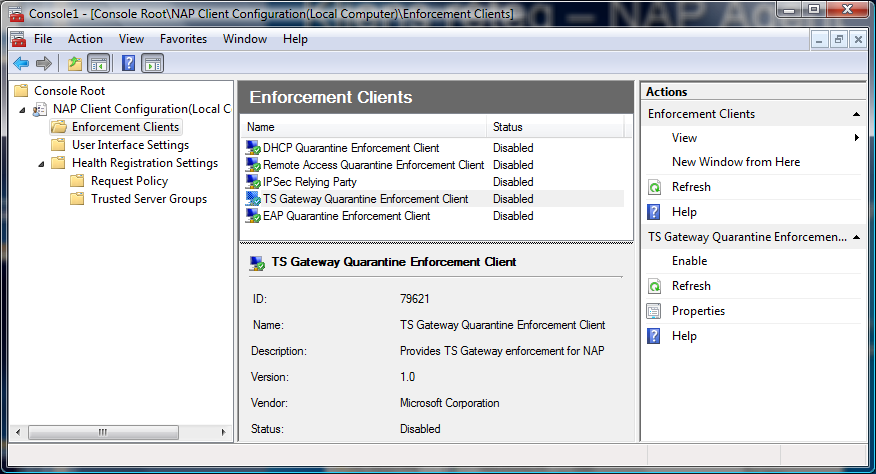 Console1 - [Console Root\NAP Client Configuration(Local Computer)\Enforcement Clients]
File Action View Favorites Window Help
Console Root
NAP Client Configuration(Local C
Enforcement Clients
User Interface Settings
Health Registration Settings
Request Policy
Trusted Server Groups
Enforcement Clients
Name Status
DHCP Quarantine Enforcement Client Disabled
Remote Access Quarantine Enforcement Client Disabled
IPSec Relying Party Disabled
TS Gateway Quarantine Enforcement Client Disabled
EAP Quarantine Enforcement Client Disabled
TS Gateway Quarantine Enforcement Client
ID: 79621
Name: TS Gateway Quarantine Enforcement Client
Description: Provides TS Gateway enforcement for NAP
Version: 1.0
Vendor: Microsoft Corporation
Status: Disabled
Actions
Enforcement Clients
View
New Window from Here
Refresh
Help
TS Gateway Quarantine Enforcemen...
Enable
Refresh
Properties
Help